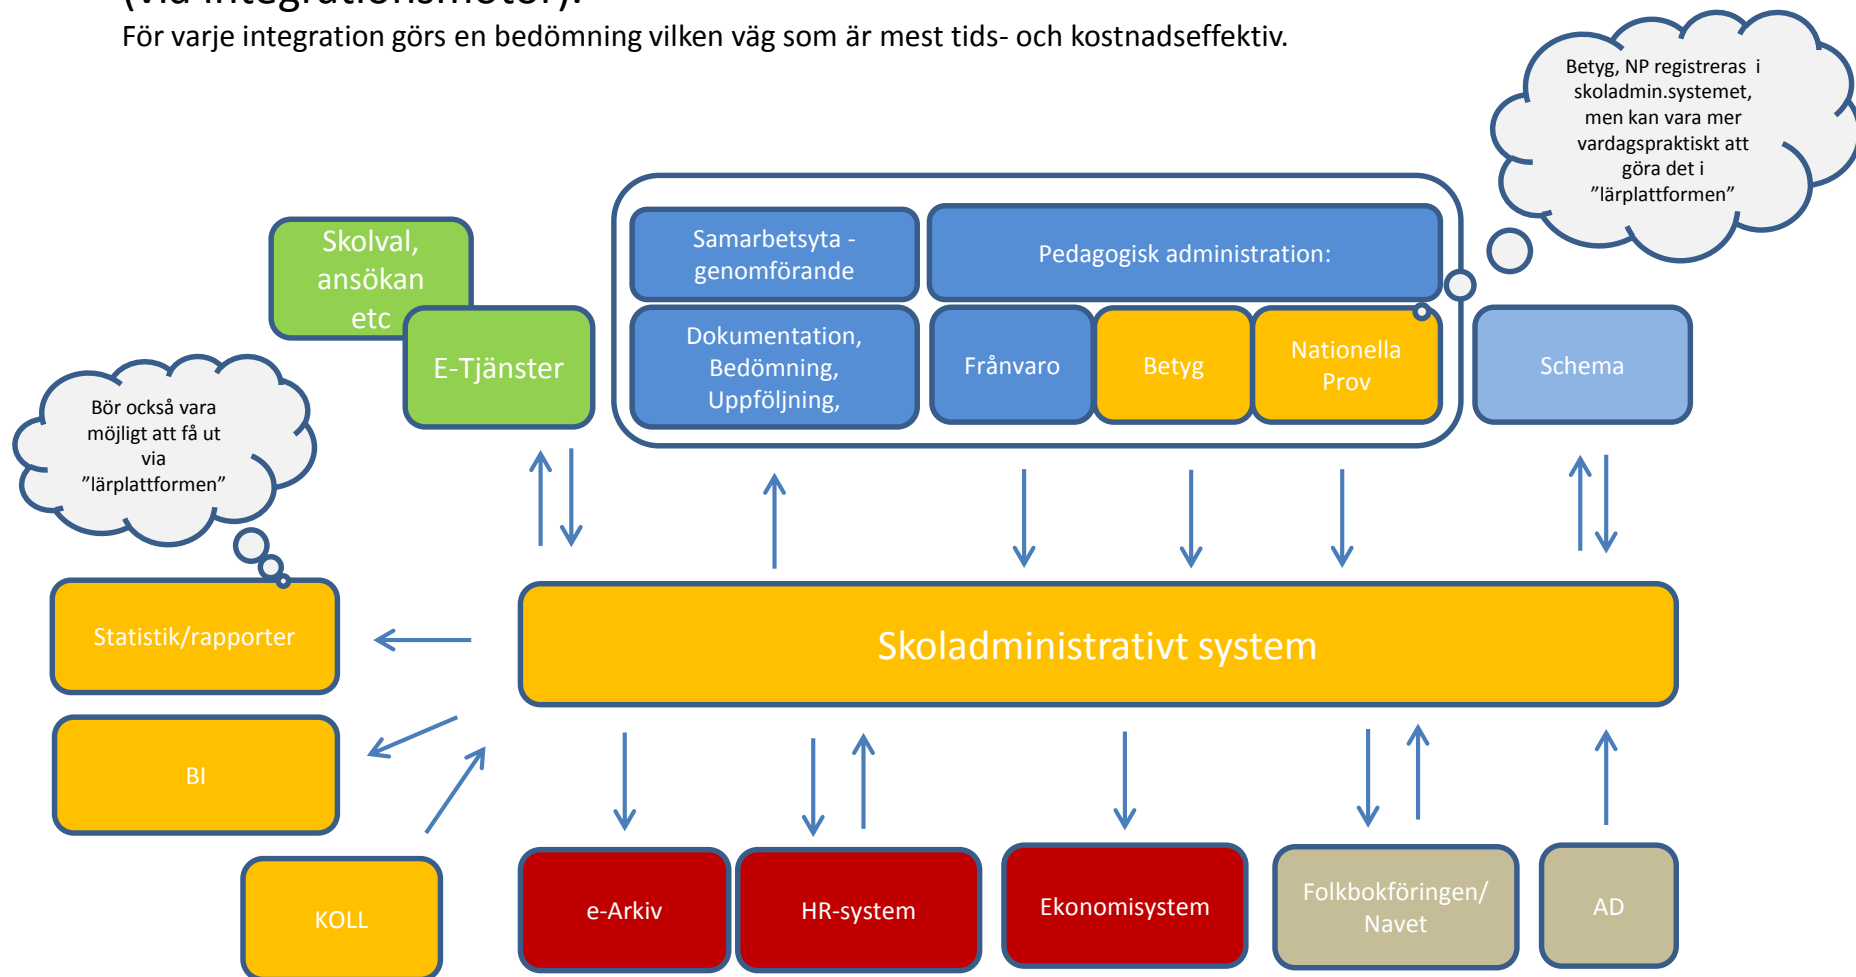 (via integrationsmotor).
För varje integration görs en bedömning vilken väg som är mest tids- och kostnadseffektiv.
Betyg, NP registreras i
skoladmin.systemet,
men kan vara mer
vardagspraktiskt att
göra det i
”lärplattformen”
Skolval,
ansökan
etc
E-Tjänster
Samarbetsyta -
genomförande
Pedagogisk administration:
Dokumentation,
Bedömning,
Uppföljning,
Frånvaro
Betyg
Nationella
Prov
Schema
Bör också vara
möjligt att få ut
via
”lärplattformen”
Statistik/rapporter
Skoladministrativt system
BI
KOLL
e-Arkiv
HR-system
Ekonomisystem
Folkbokföringen/
Navet
AD